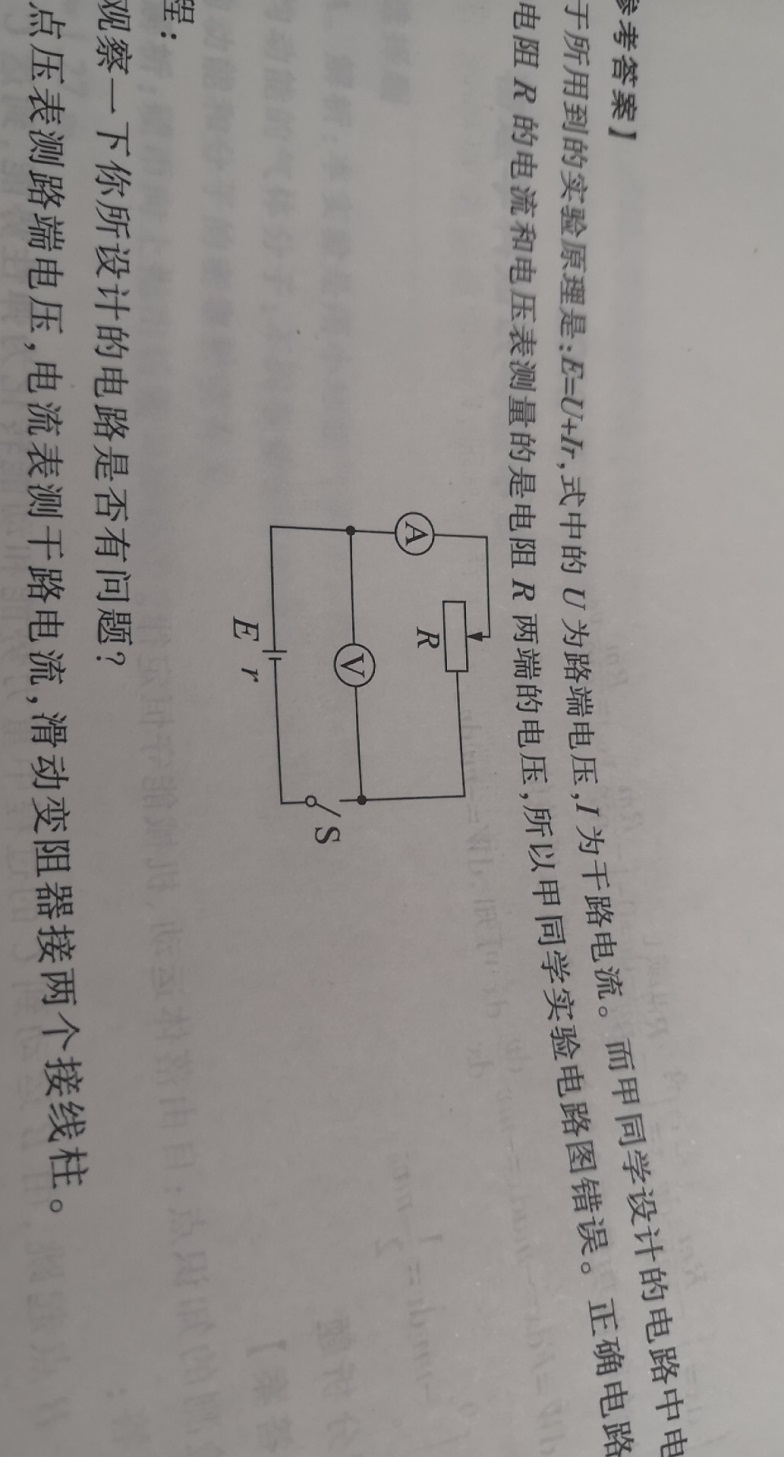 参考答案】
于所用到的实验原理是:E=U+Ir,式中的 U 为路端电压,I 为干路电流。而甲同学设计的电路中电
电阻 R 的电流和电压表测量的是电阻 R 两端的电压,所以甲同学实验电路图错误。正确电路
R
A
V
S
E r
程:
观察一下你所设计的电路是否有问题?
点压表测路端电压,电流表测干路电流,滑动变阻器接两个接线柱。